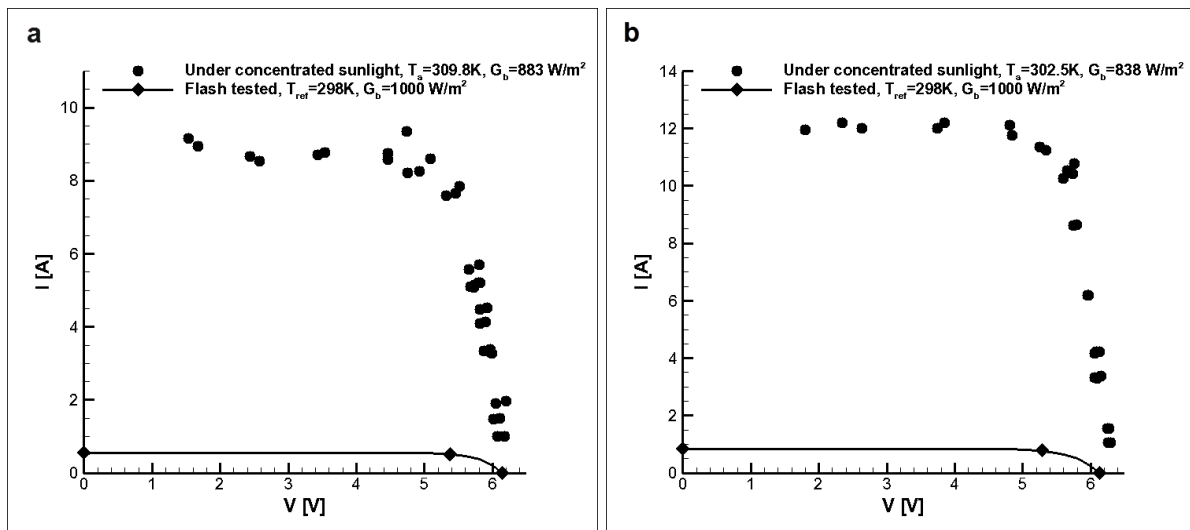 a
Under concentrated sunlight, Ta=309.8K, Gb=883 W/m²
Flash tested, Tref=298K, Gb=1000 W/m²
10
8
6
4
2
0
I [A]
0 1 2 3 4 5 6
V [V]
b
Under concentrated sunlight, Ta=302.5K, Gb=838 W/m²
Flash tested, Tref=298K, Gb=1000 W/m²
14
12
10
8
6
4
2
0
I [A]
0 1 2 3 4 5 6
V [V]